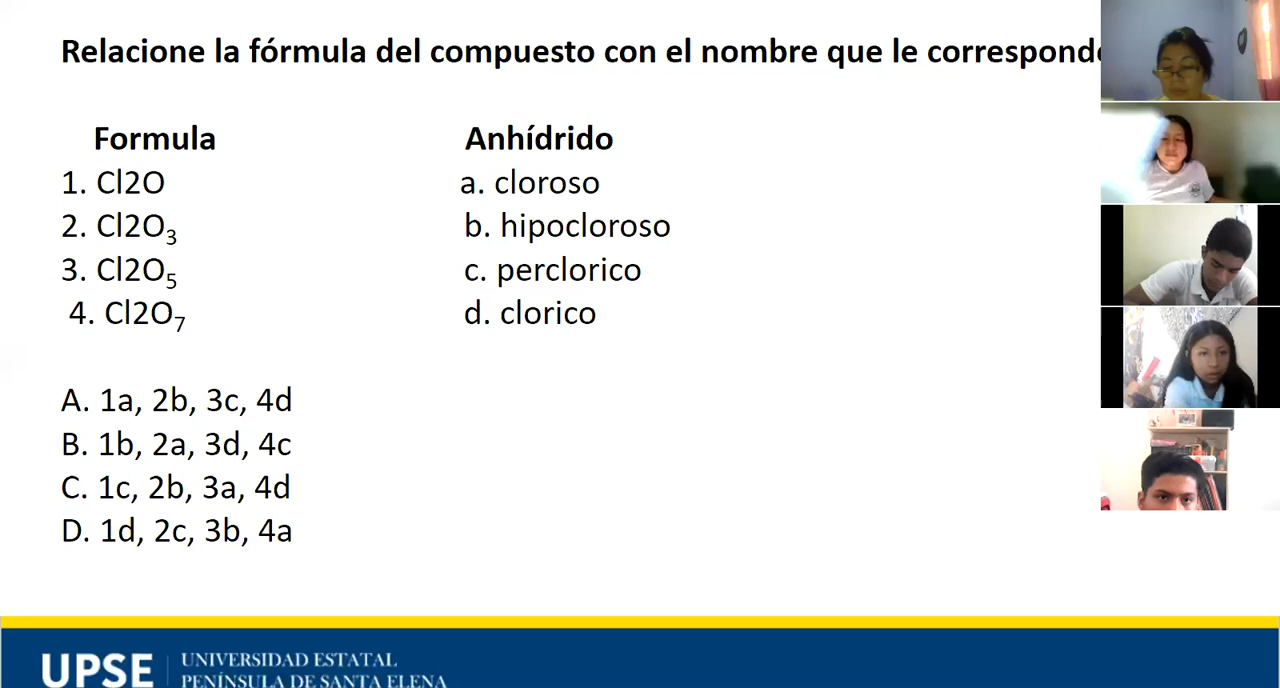 Relacione la fórmula del compuesto con el nombre que le corresponde
Formula Anhídrido
1. Cl2O a. cloroso
2. Cl2O3 b. hipocloroso
3. Cl2O5 c. perclorico
4. Cl2O7 d. clorico
A. 1a, 2b, 3c, 4d
B. 1b, 2a, 3d, 4c
C. 1c, 2b, 3a, 4d
D. 1d, 2c, 3b, 4a
UPSE UNIVERSIDAD ESTATAL
PENÍNSULA DE SANTA ELENA